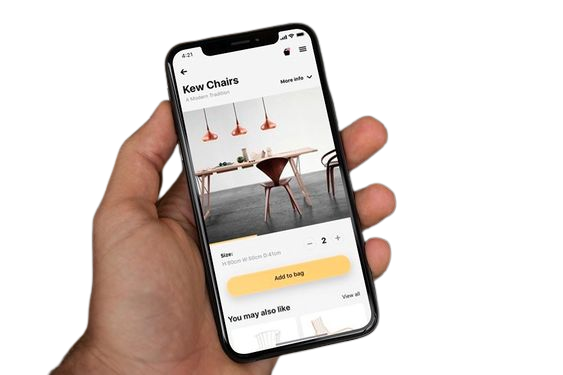 4:21
Kew Chairs
A Modern Tradition
More info
Size:
H:80cm W:50cm D:41cm
− 2 +
Add to bag
You may also like
View all